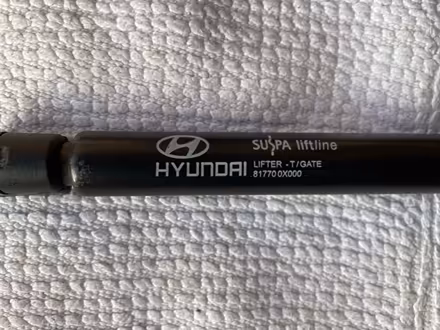 SUSPA liftline
HYUNDAI
LIFTER - T/GATE
81770 0X000